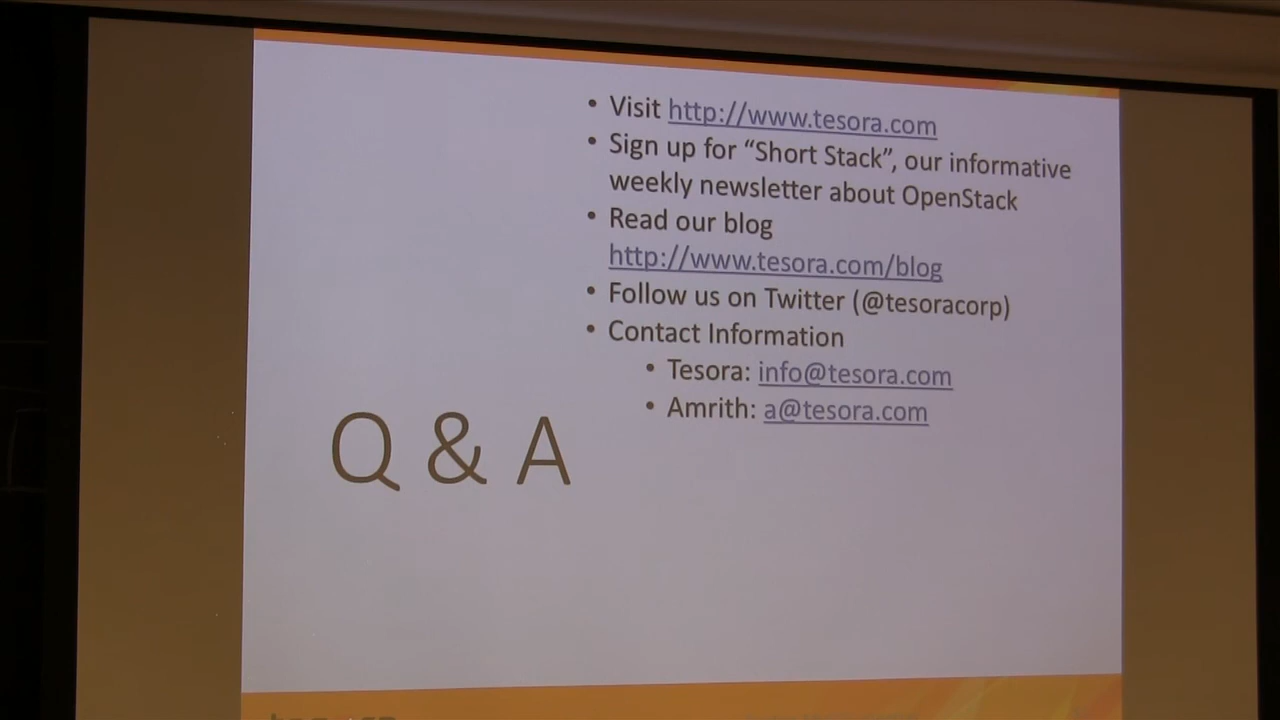 • Visit http://www.tesora.com
• Sign up for “Short Stack”, our informative
weekly newsletter about OpenStack
• Read our blog
http://www.tesora.com/blog
• Follow us on Twitter (@tesoracorp)
• Contact Information
• Tesora: info@tesora.com
• Amrith: a@tesora.com
Q & A